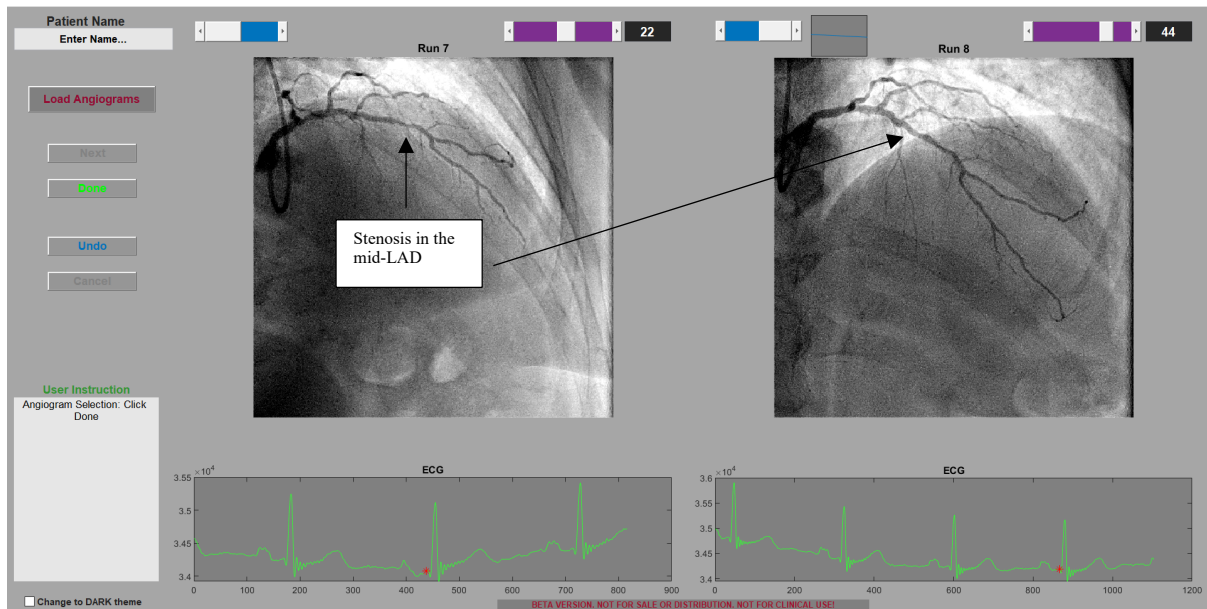 Patient Name
Enter Name...
Load Angiograms
Next
Done
Undo
Cancel
User Instruction
Angiogram Selection: Click
Done
Change to DARK theme
22
Run 7
44
Run 8
Stenosis in the
mid-LAD
ECG
×10⁴
3.55
3.5
3.45
3.4
0 100 200 300 400 500 600 700 800 900
ECG
×10⁴
3.6
3.55
3.5
3.45
3.4
0 200 400 600 800 1000 1200
BETA VERSION. NOT FOR SALE OR DISTRIBUTION. NOT FOR CLINICAL USE!